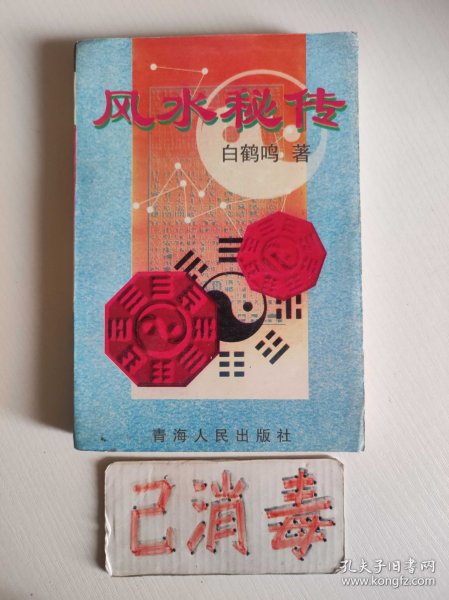 风水秘传
白鹤鸣 著
青海人民出版社
已消毒
孔夫子旧书网
www.kongfz.com